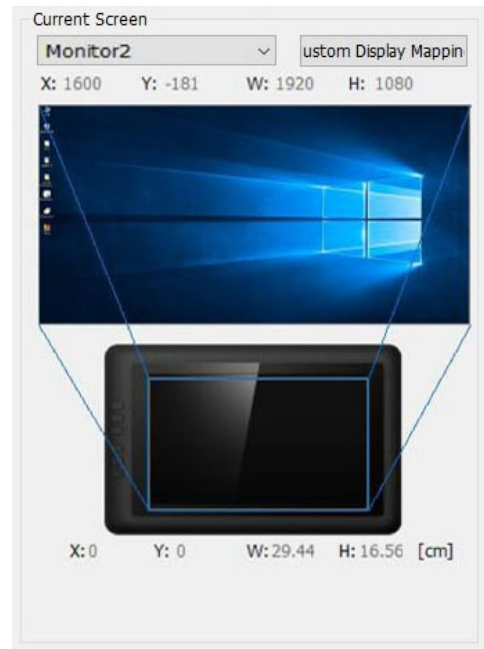 Current Screen
Monitor2 ustom Display Mappin
X: 1600 Y: -181 W: 1920 H: 1080
X: 0 Y: 0 W: 29.44 H: 16.56 [cm]